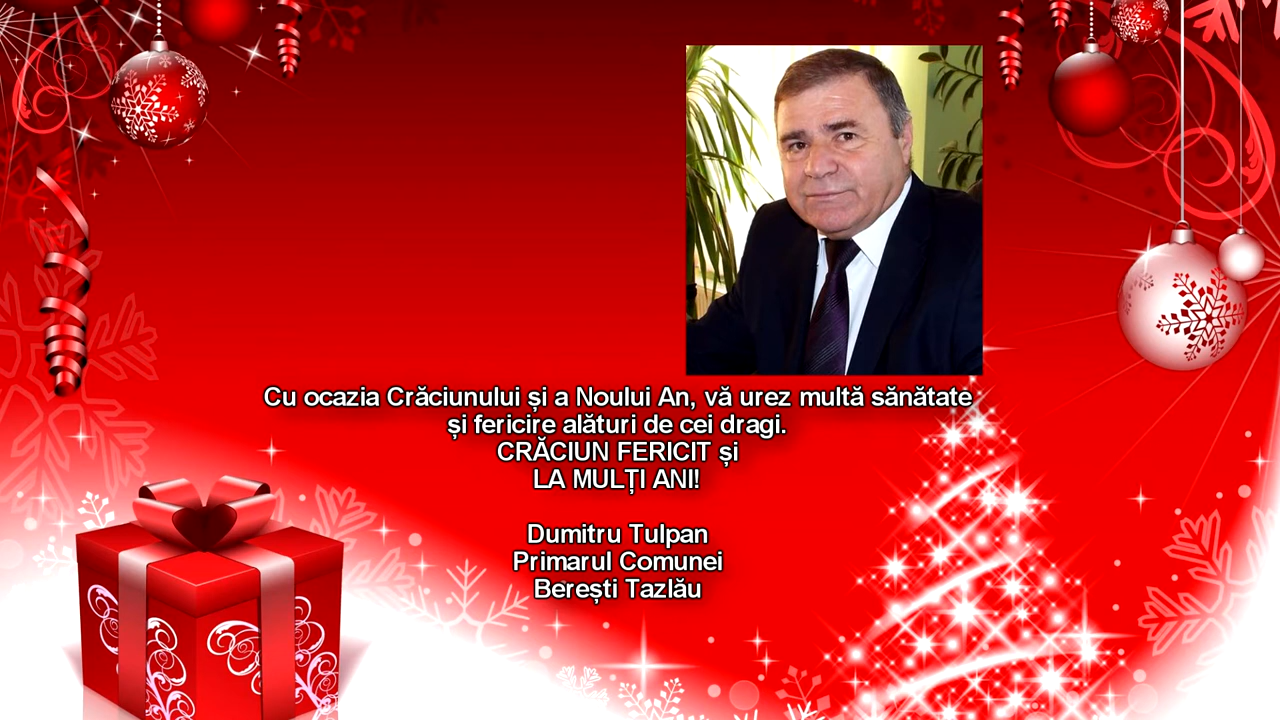 Cu ocazia Crăciunului și a Noului An, vă urez multă sănătate
și fericire alături de cei dragi.
CRĂCIUN FERICIT și
LA MULȚI ANI!
Dumitru Tulpan
Primarul Comunei
Berești Tazlău